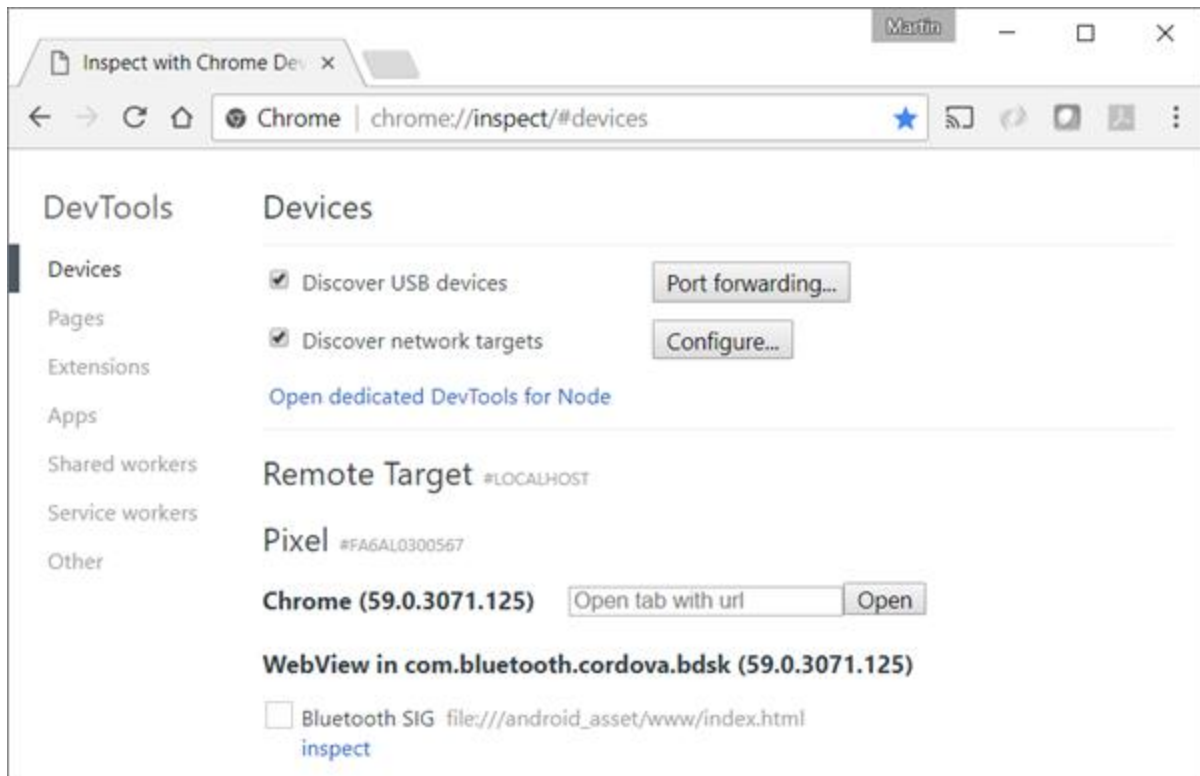 Martin
Inspect with Chrome Dev
Chrome | chrome://inspect/#devices
DevTools
Devices
Pages
Extensions
Apps
Shared workers
Service workers
Other
Devices
Discover USB devices Port forwarding...
Discover network targets Configure...
Open dedicated DevTools for Node
Remote Target #LOCALHOST
Pixel #FA6AL0300567
Chrome (59.0.3071.125) Open tab with url Open
WebView in com.bluetooth.cordova.bdsk (59.0.3071.125)
Bluetooth SIG file:///android_asset/www/index.html
inspect